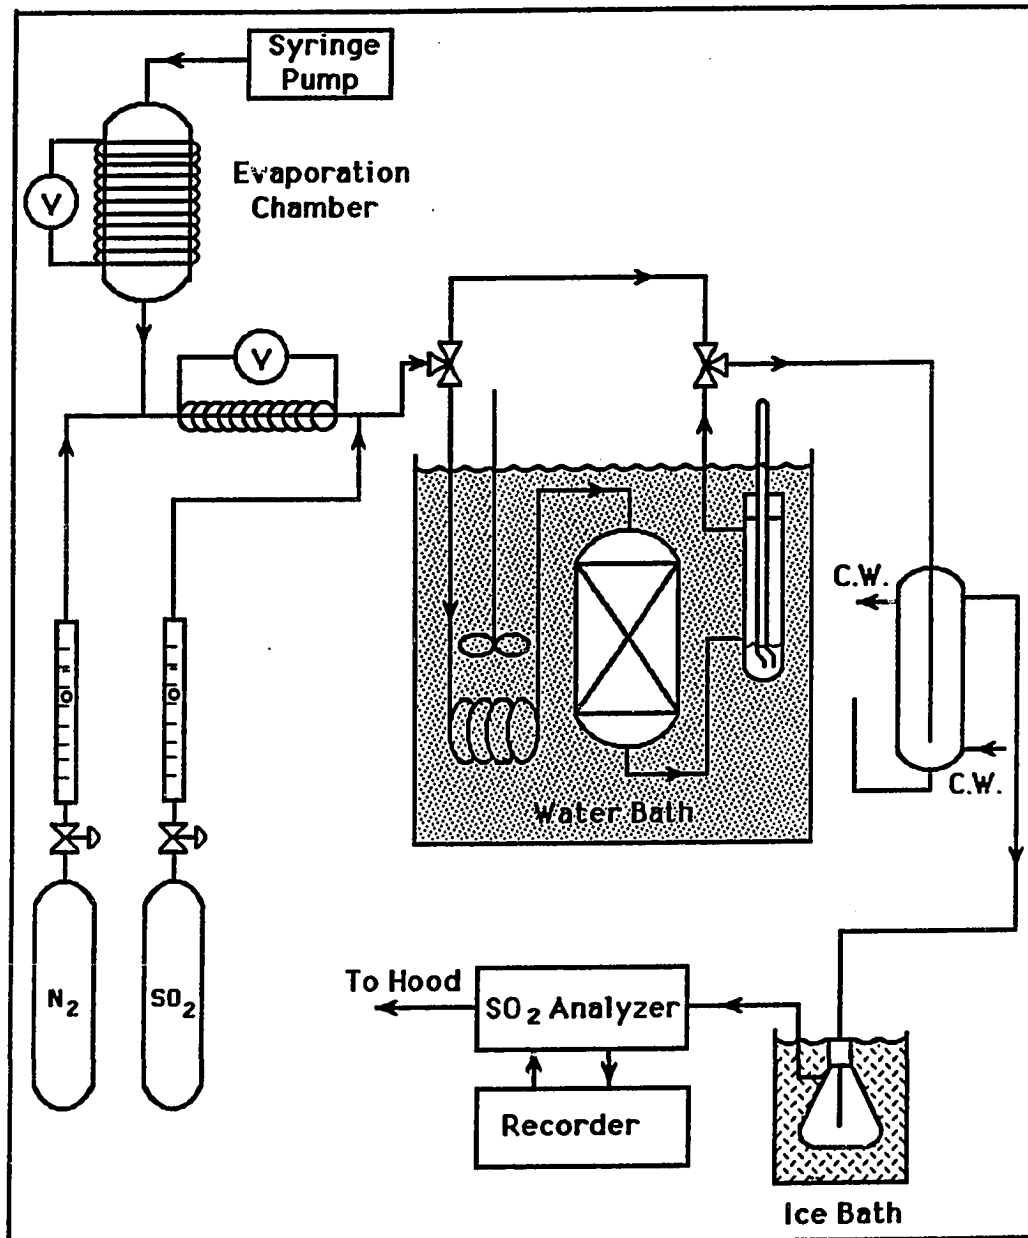 Syringe
Pump
Evaporation
Chamber
V
V
C.W.
C.W.
Water Bath
N₂
SO₂
To Hood
SO₂ Analyzer
Recorder
Ice Bath